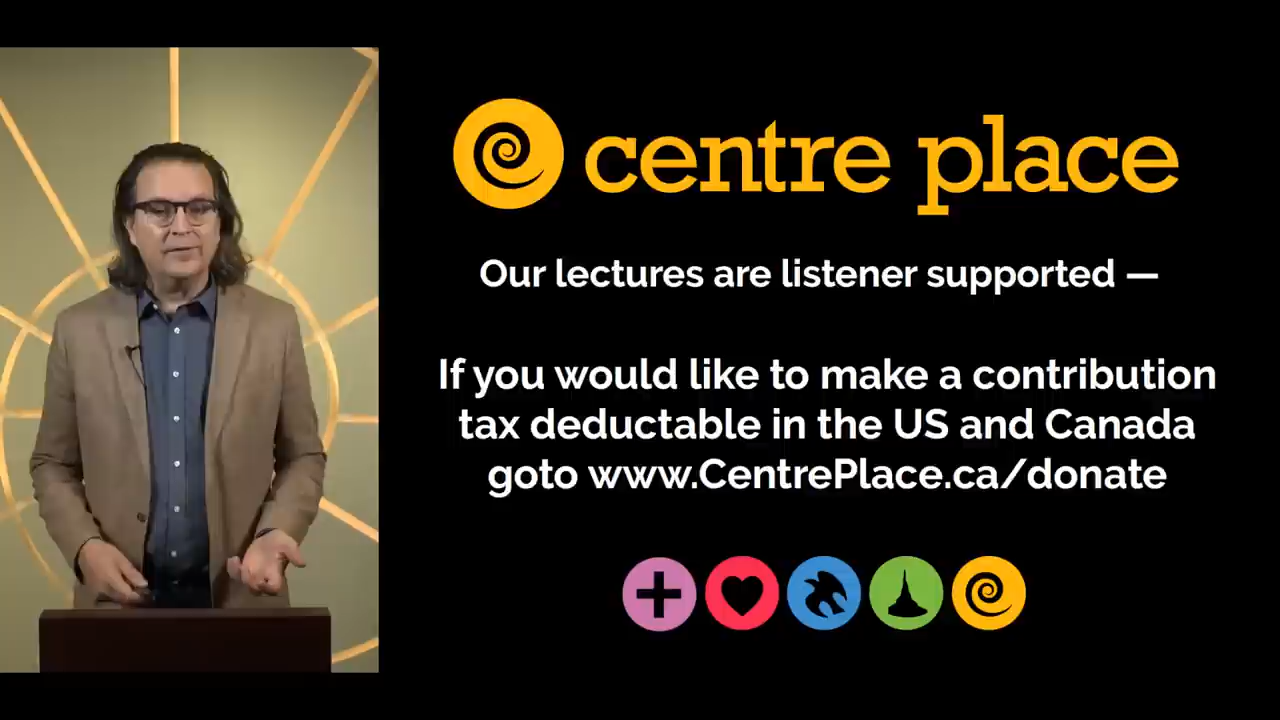 centre place
Our lectures are listener supported —
If you would like to make a contribution
tax deductable in the US and Canada
goto www.CentrePlace.ca/donate